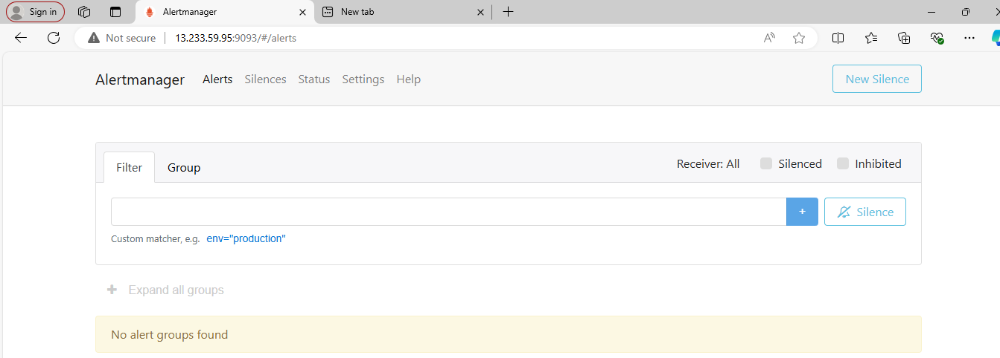 Sign in Alertmanager New tab
Not secure 13.233.59.95:9093/#/alerts
Alertmanager Alerts Silences Status Settings Help New Silence
Filter Group Receiver: All Silenced Inhibited
+ Silence
Custom matcher, e.g. env="production"
+ Expand all groups
No alert groups found